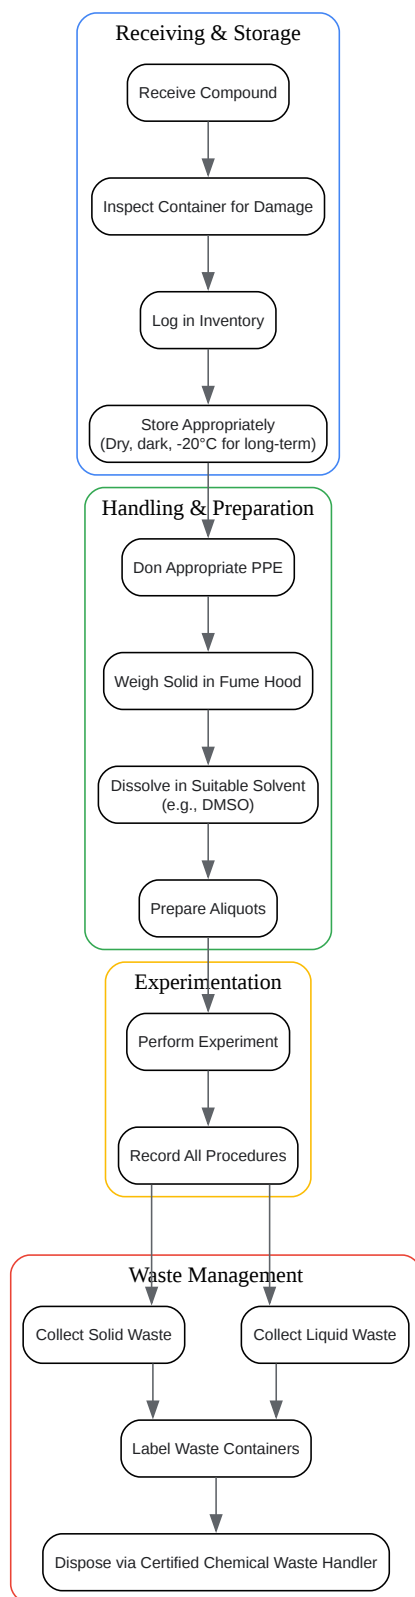 Receiving & Storage
Receive Compound
Inspect Container for Damage
Log in Inventory
Store Appropriately
(Dry, dark, -20°C for long-term)
Handling & Preparation
Don Appropriate PPE
Weigh Solid in Fume Hood
Dissolve in Suitable Solvent
(e.g., DMSO)
Prepare Aliquots
Experimentation
Perform Experiment
Record All Procedures
Waste Management
Collect Solid Waste
Collect Liquid Waste
Label Waste Containers
Dispose via Certified Chemical Waste Handler